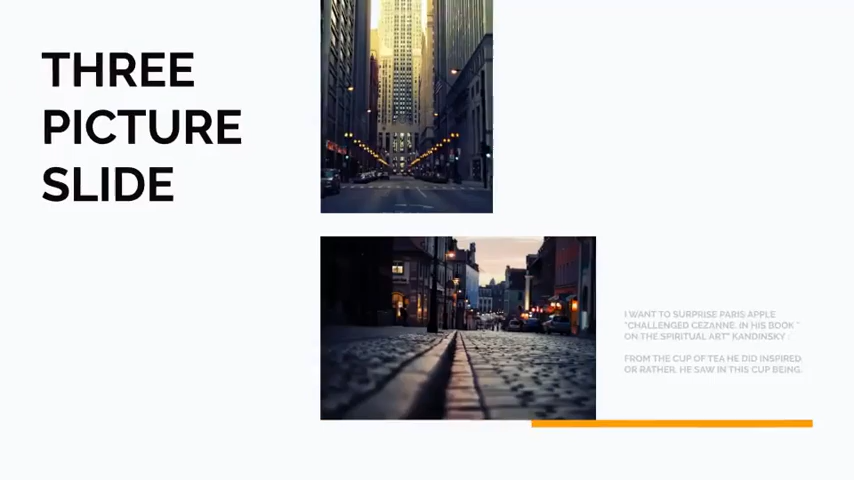 THREE
PICTURE
SLIDE
I WANT TO SURPRISE PARIS APPLE
"CHALLENGED CEZANNE. IN HIS BOOK "
ON THE SPIRITUAL ART" KANDINSKY
FROM THE CUP OF TEA HE DID INSPIRED,
OR RATHER, HE SAW IN THIS CUP BEING.